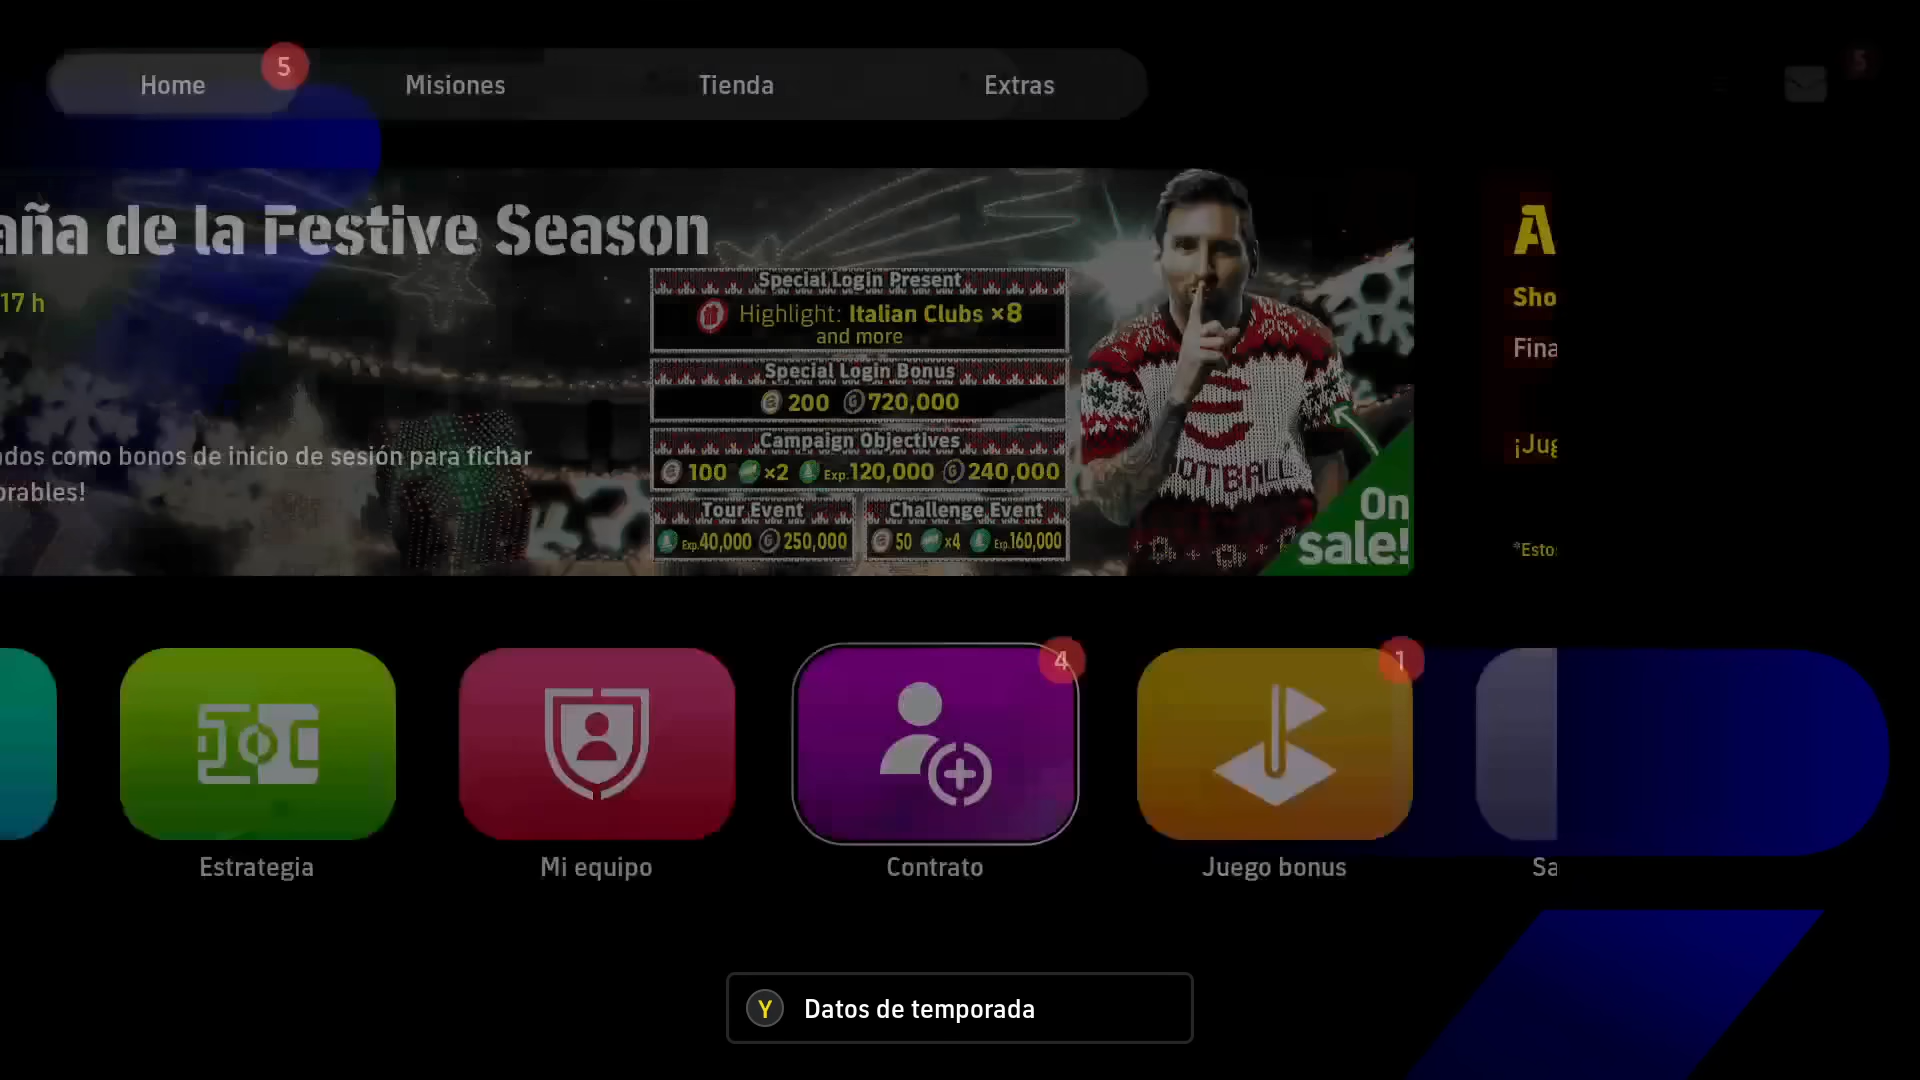 Home
5
Misiones
Tienda
Extras
5
aña de la Festive Season
17 h
Special Login Present
Highlight: Italian Clubs ×8
and more
Special Login Bonus
200 720,000
Campaign Objectives
100 ×2 Exp.120,000 240,000
Tour Event
Exp.40,000 250,000
Challenge Event
50 ×4 Exp.160,000
ados como bonos de inicio de sesión para fichar
orables!
On
sale!
A
Sho
Fina
¡Jug
*Esto
4
1
Estrategia
Mi equipo
Contrato
Juego bonus
Sa
Y Datos de temporada